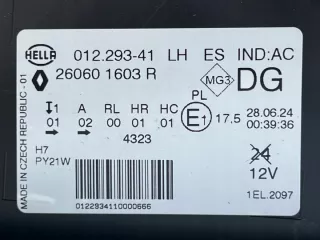 HELLA 012.293-41 LH ES IND:AC
26060 1603 R MG3 DG
PL
1 A RL HR HC E1 17.5 28.06.24
01 02 00 01 01 00:39:36
4323
H7
PY21W
24
12V
0122934110000666
1EL.2097
MADE IN CZECH REPUBLIC - 01